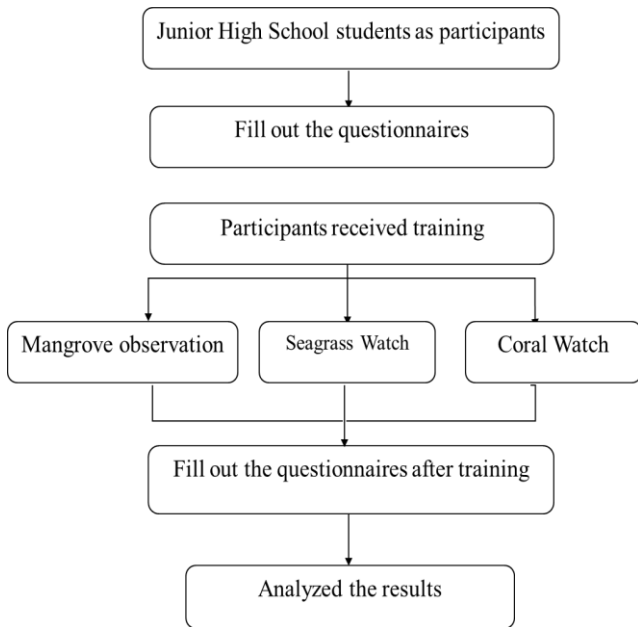 Junior High School students as participants
Fill out the questionnaires
Participants received training
Mangrove observation
Seagrass Watch
Coral Watch
Fill out the questionnaires after training
Analyzed the results